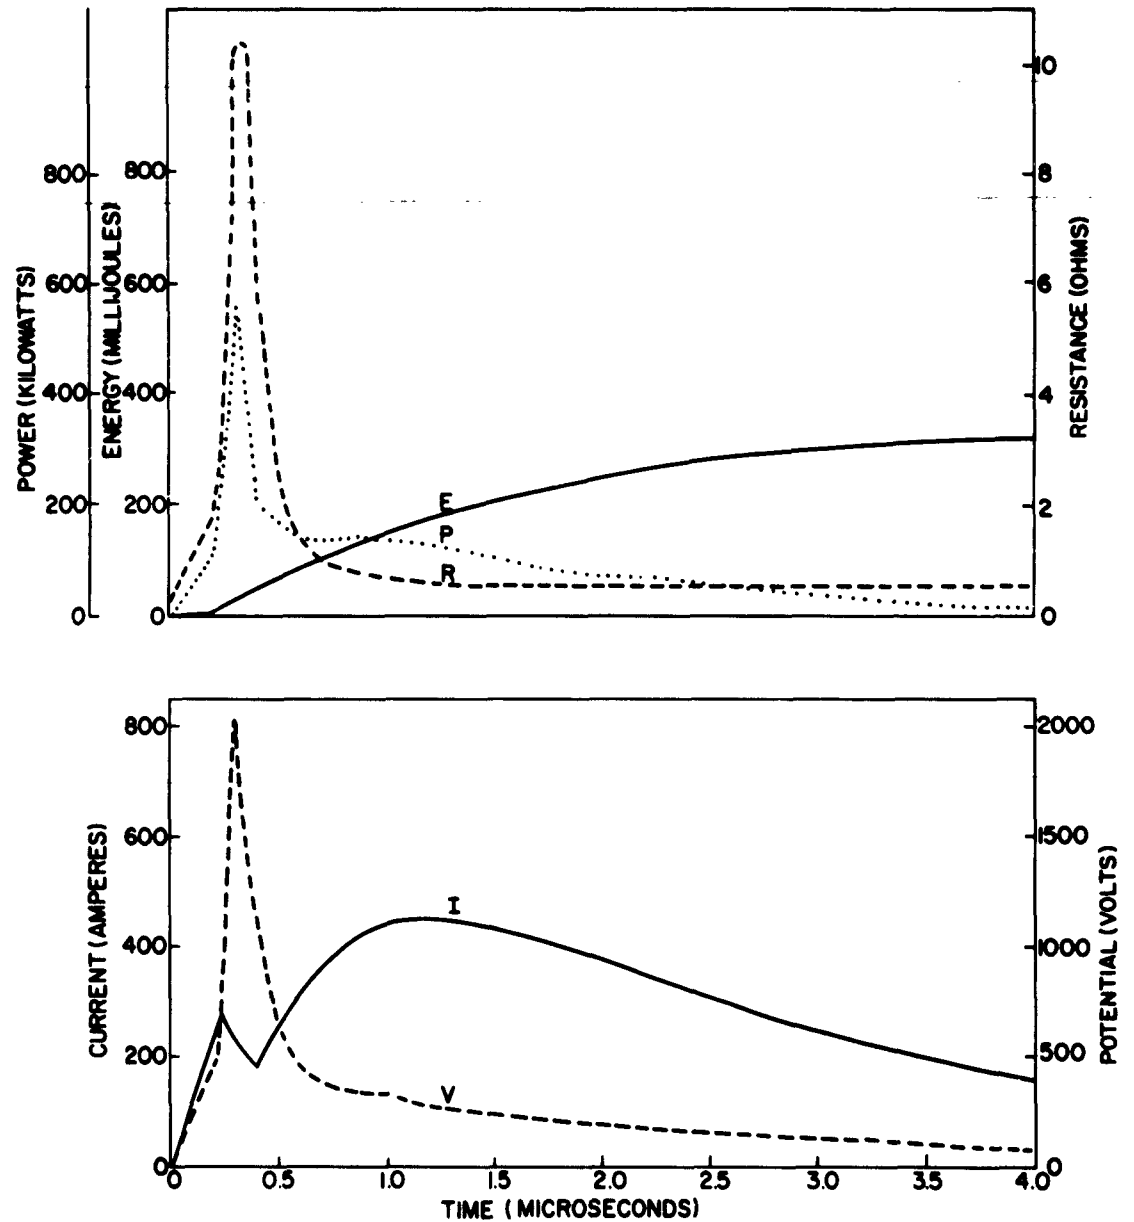 POWER (KILOWATTS)
800
600
400
200
0
ENERGY (MILLIJOULES)
800
600
400
200
0
E
P
R
10
8
6
4
2
0
RESISTANCE (OHMS)
CURRENT (AMPERES)
800
600
400
200
0
I
V
2000
1500
1000
500
0
POTENTIAL (VOLTS)
0 0.5 1.0 1.5 2.0 2.5 3.0 3.5 4.0
TIME (MICROSECONDS)